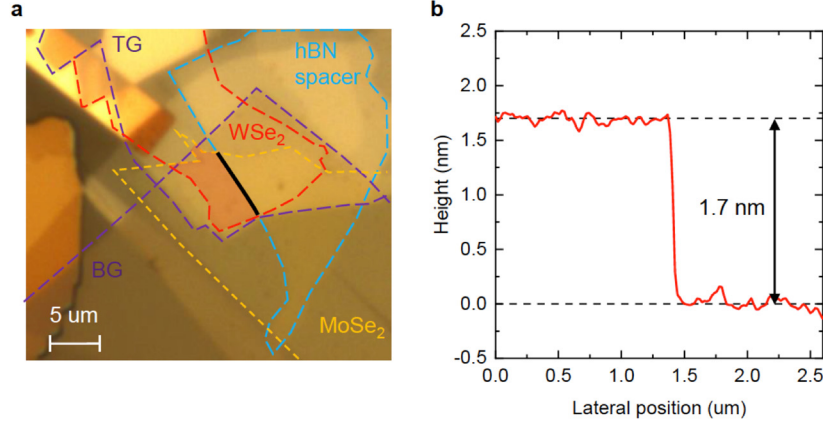 a
TG
hBN
spacer
WSe₂
BG
5 um
MoSe₂
b
2.5
2.0
1.5
1.0
0.5
0.0
-0.5
Height (nm)
1.7 nm
0.0
0.5
1.0
1.5
2.0
2.5
Lateral position (um)